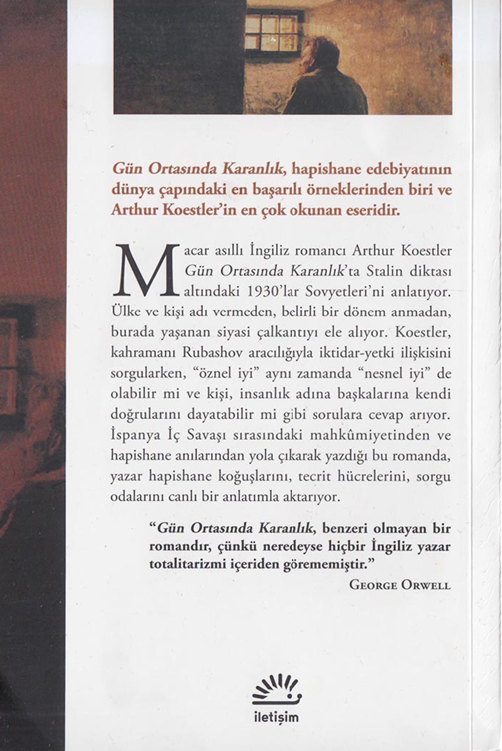 Gün Ortasında Karanlık, hapishane edebiyatının
dünya çapındaki en başarılı örneklerinden biri ve
Arthur Koestler'in en çok okunan eseridir.
Macar asıllı İngiliz romancı Arthur Koestler
Gün Ortasında Karanlık'ta Stalin diktası
altındaki 1930'lar Sovyetleri'ni anlatıyor.
Ülke ve kişi adı vermeden, belirli bir dönem anmadan,
burada yaşanan siyasi çalkantıyı ele alıyor. Koestler,
kahramanı Rubashov aracılığıyla iktidar-yetki ilişkisini
sorgularken, "öznel iyi" aynı zamanda "nesnel iyi" de
olabilir mi ve kişi, insanlık adına başkalarına kendi
doğrularını dayatabilir mi gibi sorulara cevap arıyor.
İspanya İç Savaşı sırasındaki mahkûmiyetinden ve
hapishane anılarından yola çıkarak yazdığı bu romanda,
yazar hapishane koğuşlarını, tecrit hücrelerini, sorgu
odalarını canlı bir anlatımla aktarıyor.
"Gün Ortasında Karanlık, benzeri olmayan bir
romandır, çünkü neredeyse hiçbir İngiliz yazar
totalitarizmi içeriden görememiştir."
GEORGE ORWELL
iletişim